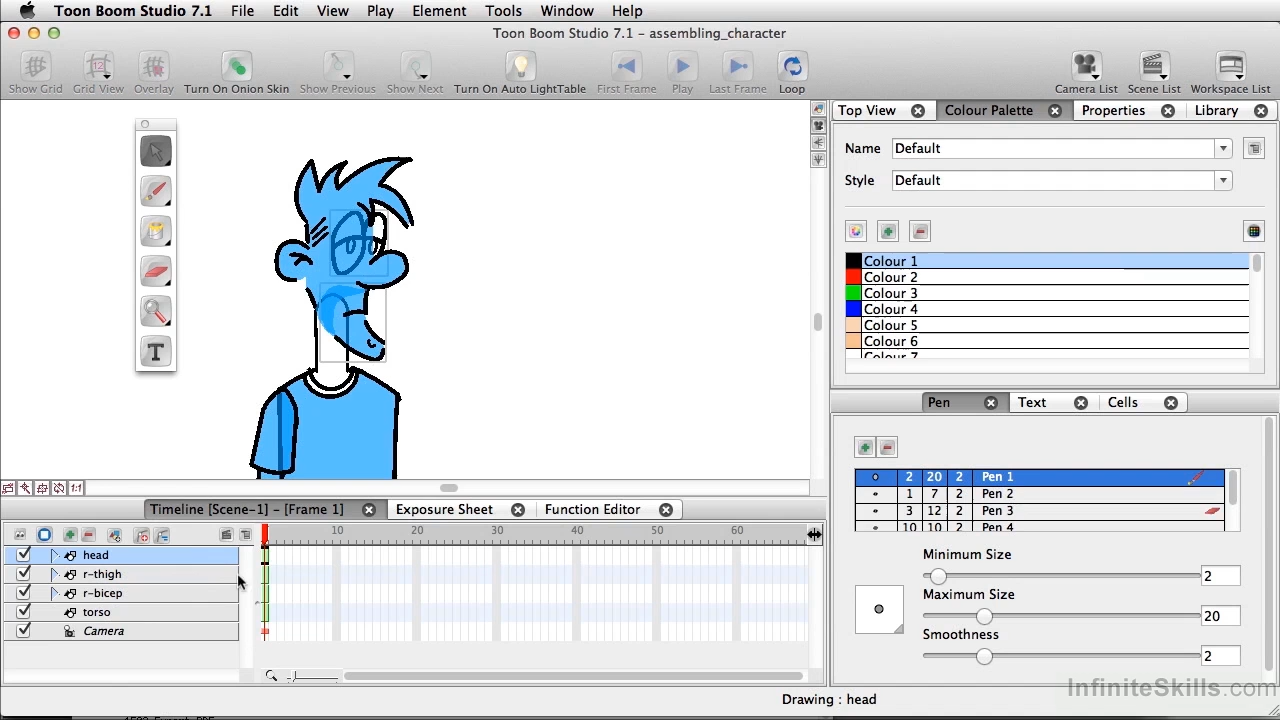 Toon Boom Studio 7.1 File Edit View Play Element Tools Window Help
Toon Boom Studio 7.1 - assembling_character
Show Grid Grid View Overlay Turn On Onion Skin Show Previous Show Next Turn On Auto LightTable First Frame Play Last Frame Loop Camera List Scene List Workspace List
12
Top View Colour Palette Properties Library
Name Default
Style Default
Colour 1
Colour 2
Colour 3
Colour 4
Colour 5
Colour 6
Colour 7
T
Pen Text Cells
2 20 2 Pen 1
1 7 2 Pen 2
3 12 2 Pen 3
10 10 2 Pen 4
Minimum Size
2
Maximum Size
20
Smoothness
2
1:1
Timeline [Scene-1] - [Frame 1] Exposure Sheet Function Editor
10 20 30 40 50 60
head
r-thigh
r-bicep
torso
Camera
Drawing : head
InfiniteSkills.com